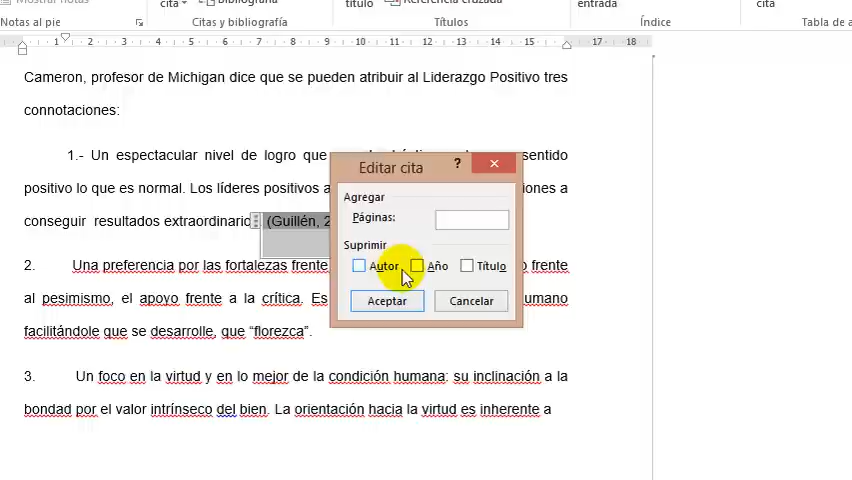 Mostrar notas
cita
Bibliografía
título
Referencia cruzada
entrada
cita
Notas al pie
Citas y bibliografía
Títulos
Índice
Tabla de a
1 2 3 4 5 6 7 8 9 10 11 12 13 14 15 17 18
Cameron, profesor de Michigan dice que se pueden atribuir al Liderazgo Positivo tres
connotaciones:
1.- Un espectacular nivel de logro que sentido
positivo lo que es normal. Los líderes positivos a iones a
conseguir resultados extraordinario (Guillén, 2
2. Una preferencia por las fortalezas frente frente
al pesimismo, el apoyo frente a la crítica. Es umano
facilitándole que se desarrolle, que “florezca”.
3. Un foco en la virtud y en lo mejor de la condición humana: su inclinación a la
bondad por el valor intrínseco del bien. La orientación hacia la virtud es inherente a
Editar cita
?
Agregar
Páginas:
Suprimir
Autor Año Título
Aceptar Cancelar